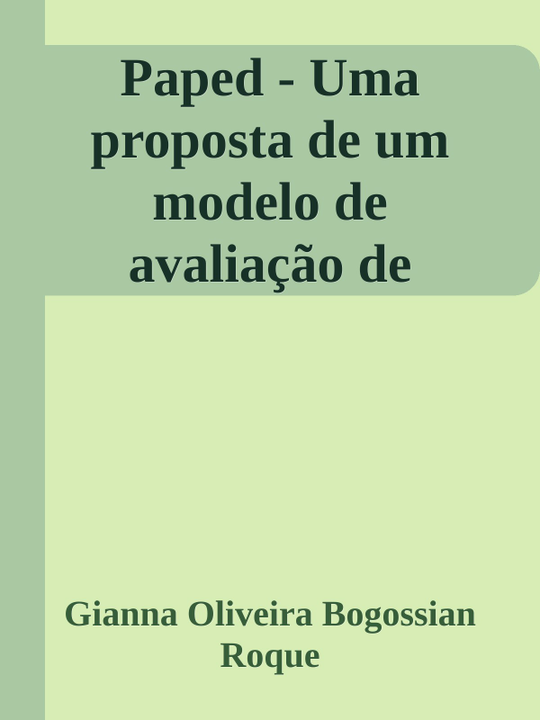 Paped - Uma
proposta de um
modelo de
avaliação de
Gianna Oliveira Bogossian
Roque